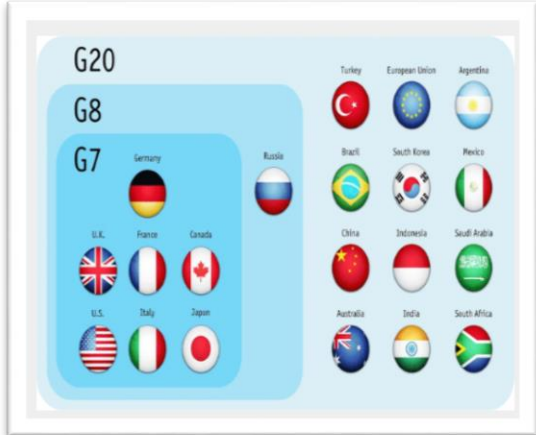 G20
Turkey European Union Argentina
G8
G7 Germany Russia Brazil South Korea Mexico
U.K. France Canada China Indonesia Saudi Arabia
U.S. Italy Japan Australia India South Africa